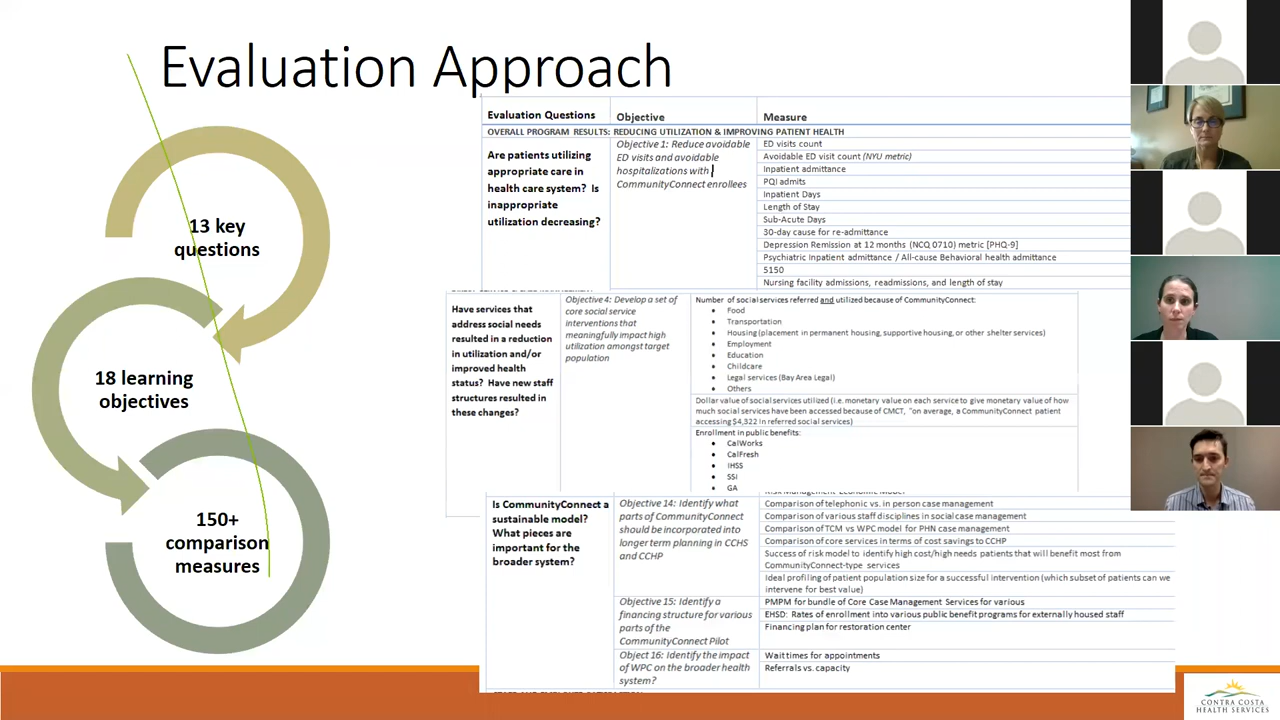 Evaluation Approach
13 key
questions
18 learning
objectives
150+
comparison
measures
Evaluation Questions
Objective
Measure
OVERALL PROGRAM RESULTS: REDUCING UTILIZATION & IMPROVING PATIENT HEALTH
Are patients utilizing
appropriate care in
health care system? Is
inappropriate
utilization decreasing?
Objective 1: Reduce avoidable
ED visits and avoidable
hospitalizations with
CommunityConnect enrollees
ED visits count
Avoidable ED visit count (NYU metric)
Inpatient admittance
PQI admits
Inpatient Days
Length of Stay
Sub-Acute Days
30-day cause for re-admittance
Depression Remission at 12 months (NCQ 0710) metric [PHQ-9]
Psychiatric Inpatient admittance / All-cause Behavioral health admittance
5150
Nursing facility admissions, readmissions, and length of stay
Have services that
address social needs
resulted in a reduction
in utilization and/or
improved health
status? Have new staff
structures resulted in
these changes?
Objective 4: Develop a set of
core social service
interventions that
meaningfully impact high
utilization amongst target
population
Number of social services referred and utilized because of CommunityConnect:
• Food
• Transportation
• Housing (placement in permanent housing, supportive housing, or other shelter services)
• Employment
• Education
• Childcare
• Legal services (Bay Area Legal)
• Others
Dollar value of social services utilized (i.e. monetary value on each service to give monetary value of how
much social services have been accessed because of CMCT, "on average, a CommunityConnect patient
accessing $4,322 in referred social services)
Enrollment in public benefits:
• CalWorks
• CalFresh
• IHSS
• SSI
• GA
Is CommunityConnect a
sustainable model?
What pieces are
important for the
broader system?
Objective 14: Identify what
parts of CommunityConnect
should be incorporated into
longer term planning in CCHS
and CCHP
Comparison of telephonic vs. in person case management
Comparison of various staff disciplines in social case management
Comparison of TCM vs WPC model for PHN case management
Comparison of core services in terms of cost savings to CCHP
Success of risk model to identify high cost/high needs patients that will benefit most from
CommunityConnect-type services
Ideal profiling of patient population size for a successful intervention (which subset of patients can we
intervene for best value)
Objective 15: Identify a
financing structure for various
parts of the
CommunityConnect Pilot
PMPM for bundle of Core Case Management Services for various
EHSD: Rates of enrollment into various public benefit programs for externally housed staff
Financing plan for restoration center
Object 16: Identify the impact
of WPC on the broader health
system?
Wait times for appointments
Referrals vs. capacity
CONTRA COSTA
HEALTH SERVICES